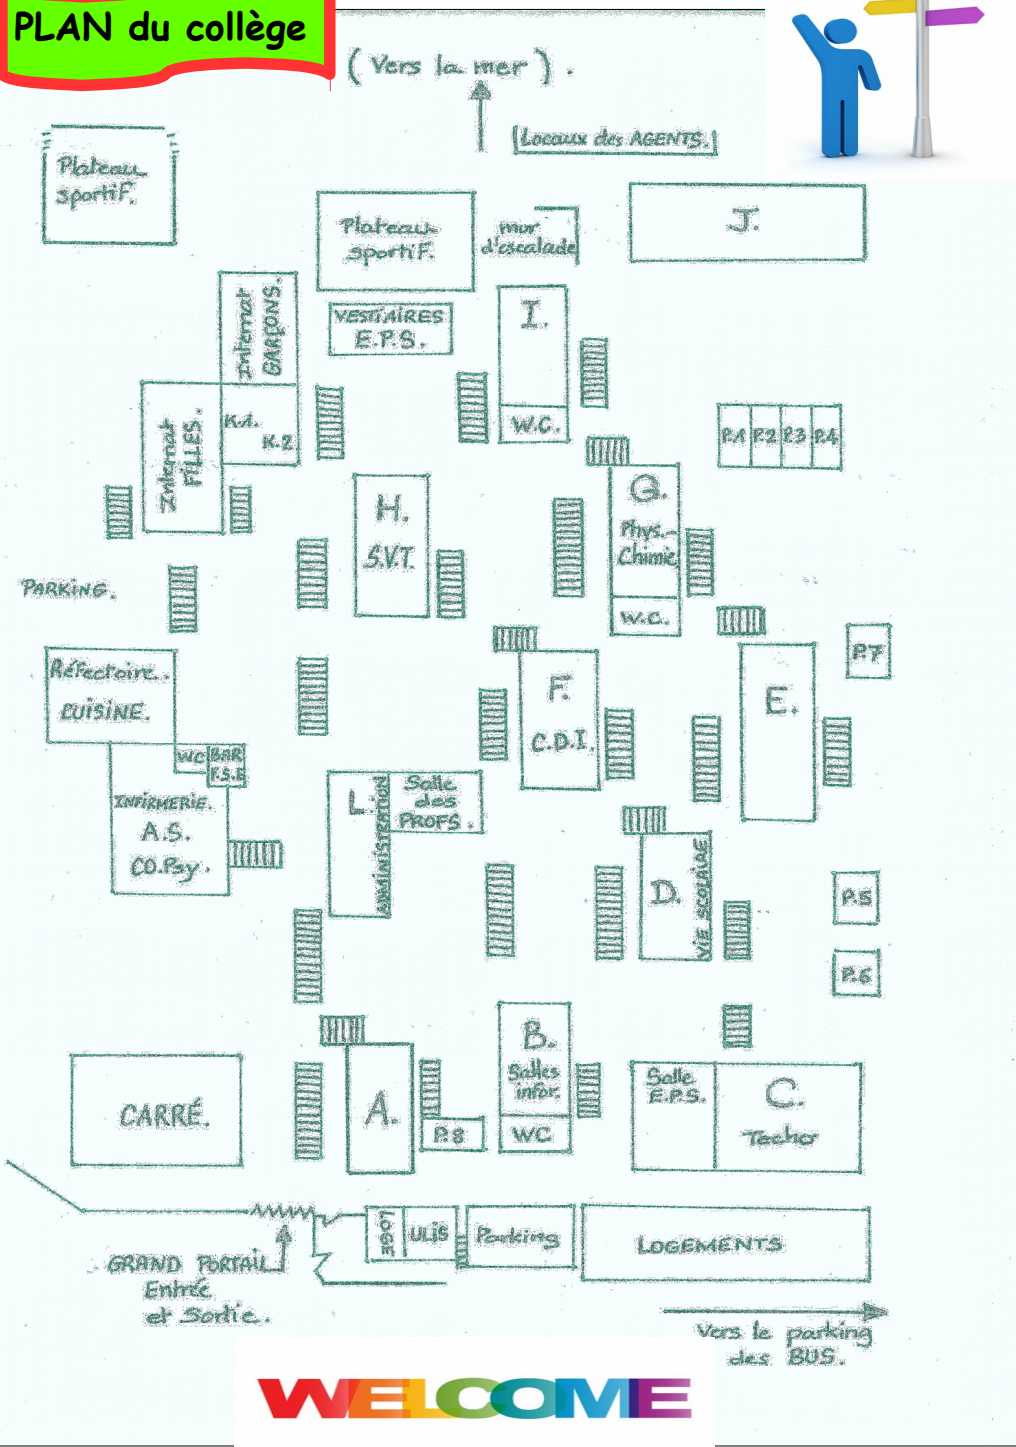 PLAN du collège
( Vers la mer ) .
Locaux des AGENTS.
Plateau
sportif.
Plateau
sportif.
mur
d'escalade
J.
Internat
GARÇONS.
VESTIAIRES
E.P.S.
I.
W.C.
K.1.
K.2
Internat
FILLES.
P.1 P.2 P.3 P.4
H.
S.V.T.
G.
Phys.-
Chimie
W.C.
PARKING.
Réfectoire.
CUISINE.
WC
BAR
F.S.E
INFIRMERIE.
A.S.
CO.Psy.
F.
C.D.I.
E.
P.7
L.
ADMINISTRATION
Salle
des
PROFS.
D.
VIE SCOLAIRE
P.5
P.6
CARRÉ.
A.
P.8
B.
Salles
infor.
WC
Salle
E.P.S.
C.
Techo
LOGE
ULIS
Parking
LOGEMENTS
GRAND PORTAIL
Entrée
et Sortie.
Vers le parking
des BUS.
WELCOME